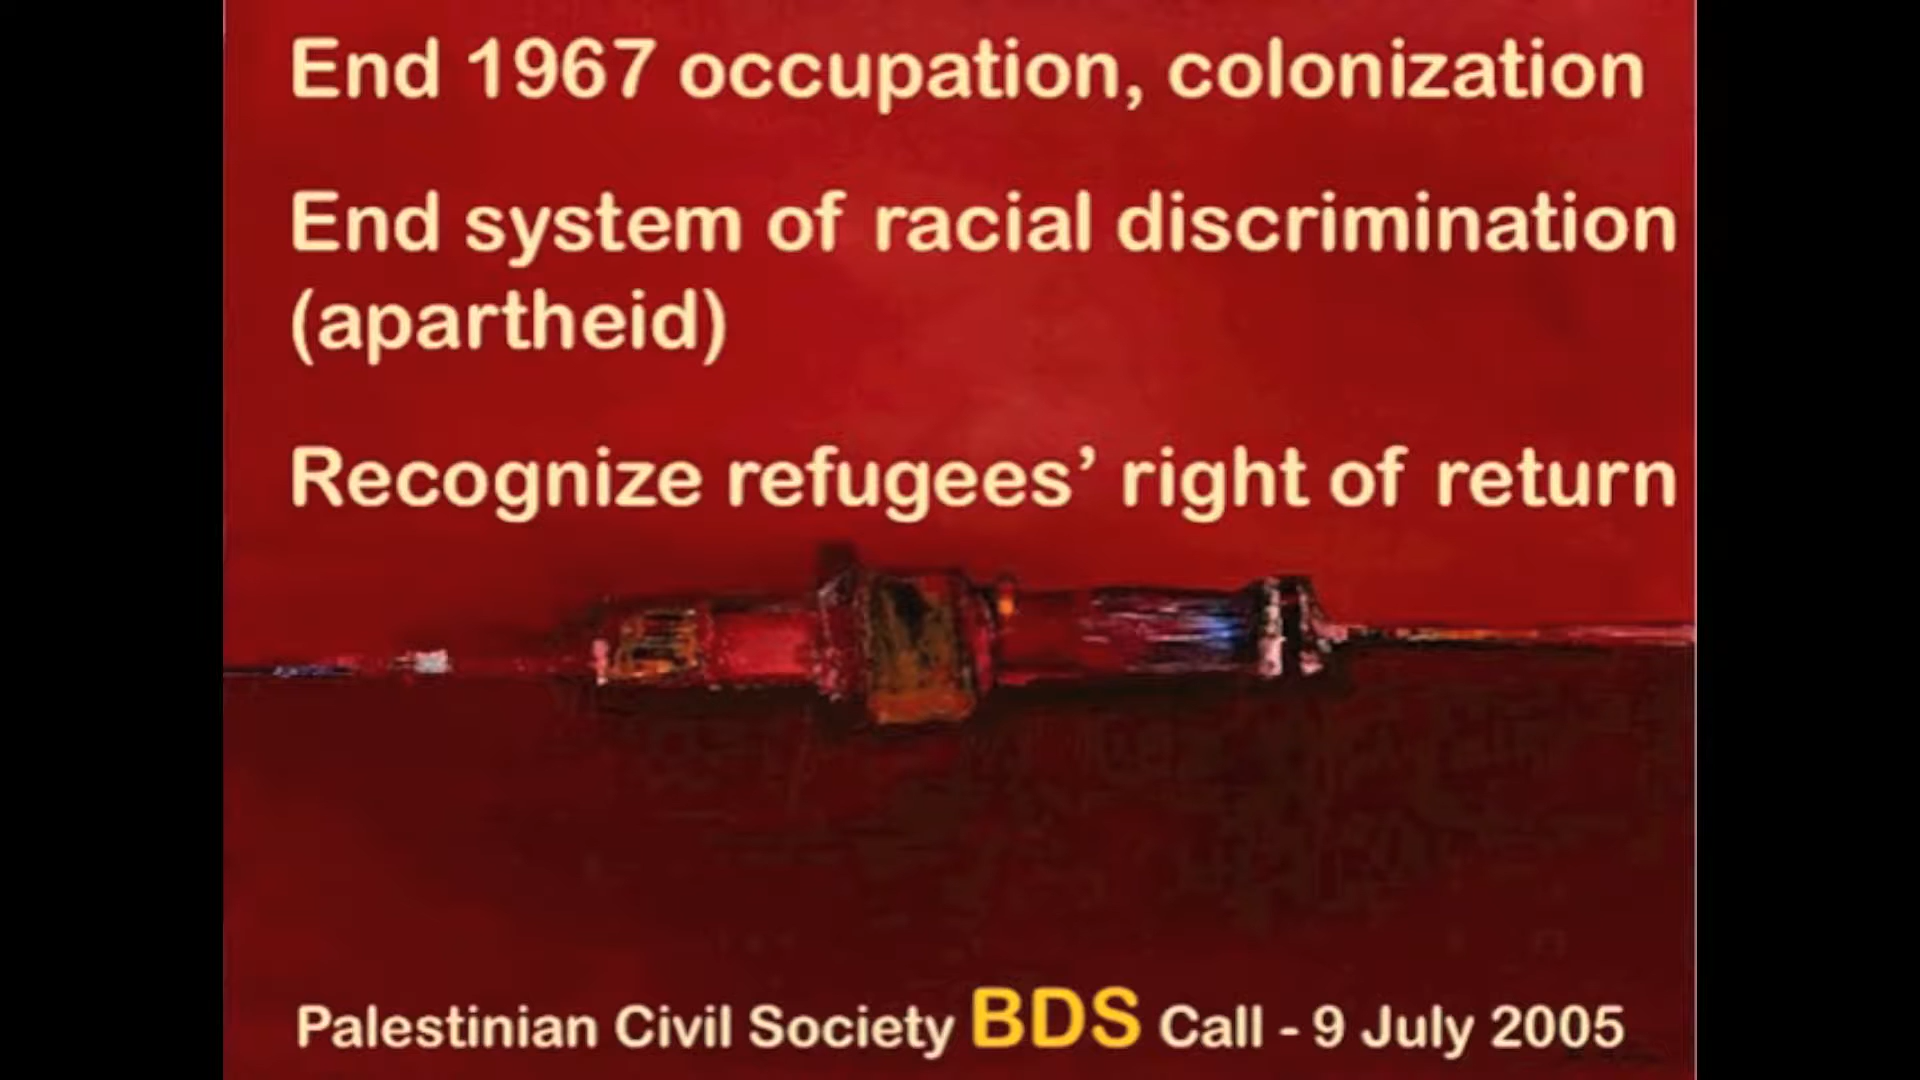 End 1967 occupation, colonization
End system of racial discrimination
(apartheid)
Recognize refugees’ right of return
Palestinian Civil Society BDS Call - 9 July 2005